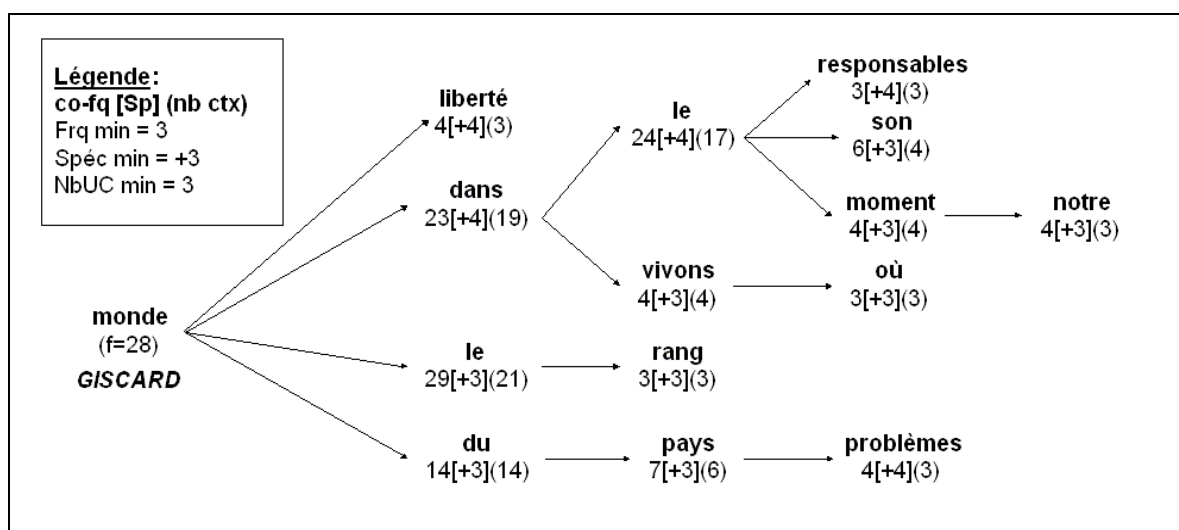 Légende:
co-fq [Sp] (nb ctx)
Frq min = 3
Spéc min = +3
NbUC min = 3
monde
(f=28)
GISCARD
liberté
4[+4](3)
dans
23[+4](19)
le
24[+4](17)
responsables
3[+4](3)
son
6[+3](4)
moment
4[+3](4)
notre
4[+3](3)
vivons
4[+3](4)
où
3[+3](3)
le
29[+3](21)
rang
3[+3](3)
du
14[+3](14)
pays
7[+3](6)
problèmes
4[+4](3)